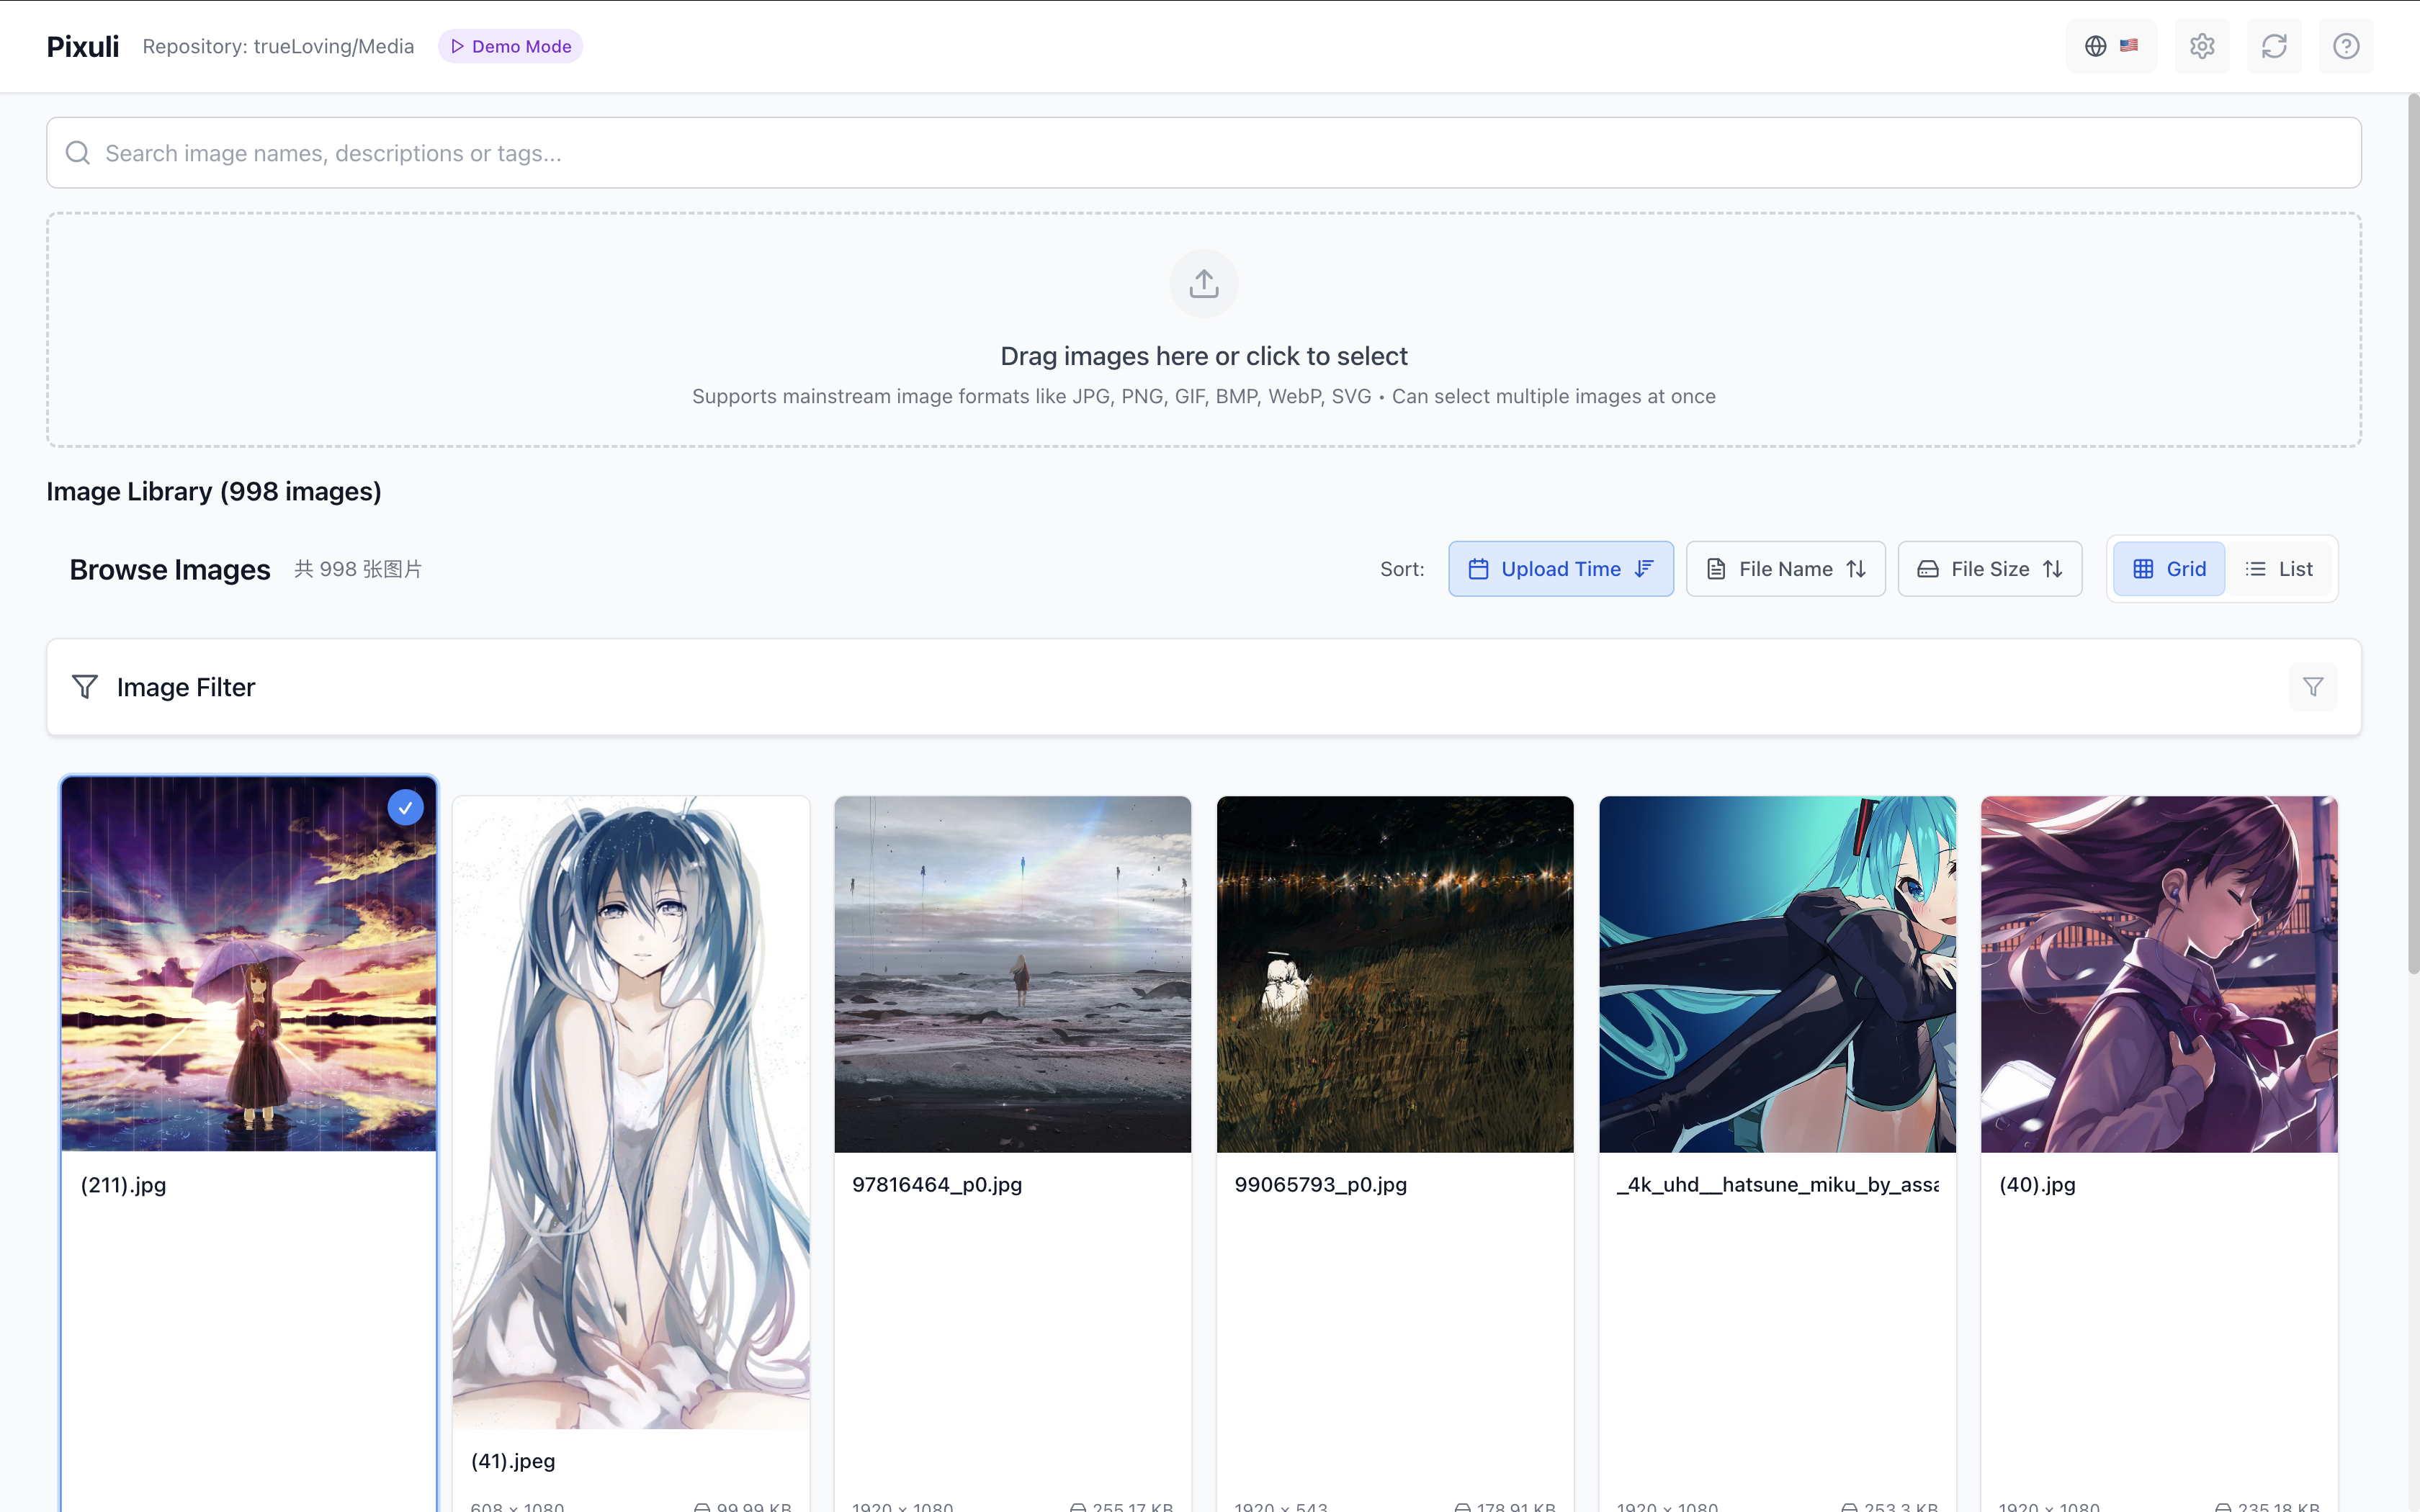 Pixuli Repository: trueLoving/Media Demo Mode
Search image names, descriptions or tags...
Drag images here or click to select
Supports mainstream image formats like JPG, PNG, GIF, BMP, WebP, SVG • Can select multiple images at once
Image Library (998 images)
Browse Images 共 998 张图片 Sort: Upload Time File Name File Size Grid List
Image Filter
(211).jpg
97816464_p0.jpg
99065793_p0.jpg
_4k_uhd__hatsune_miku_by_assa
(40).jpg
(41).jpeg
608 × 1080 99.99 KB 1920 × 1080 255.17 KB 1920 × 543 178.91 KB 1920 × 1080 253.3 KB 1920 × 1080 235.18 KB